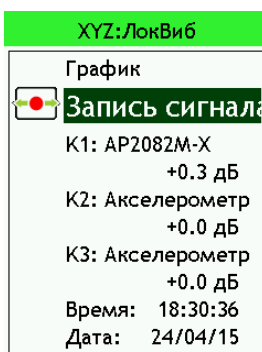 XYZ:ЛокВиб
График
Запись сигнала
К1: АР2082М-Х
+0.3 дБ
К2: Акселерометр
+0.0 дБ
К3: Акселерометр
+0.0 дБ
Время: 18:30:36
Дата: 24/04/15